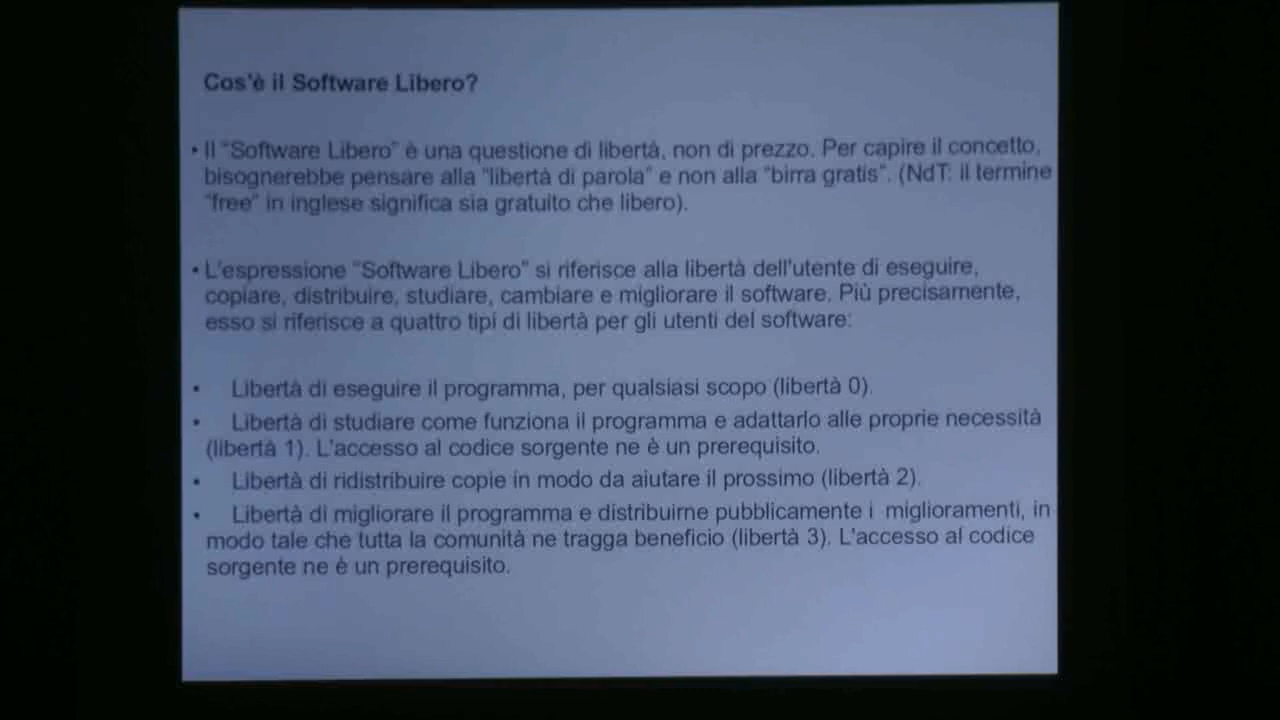 Cos'è il Software Libero?
• Il "Software Libero" è una questione di libertà, non di prezzo. Per capire il concetto,
bisognerebbe pensare alla "libertà di parola" e non alla "birra gratis". (NdT: il termine
"free" in inglese significa sia gratuito che libero).
• L'espressione "Software Libero" si riferisce alla libertà dell'utente di eseguire,
copiare, distribuire, studiare, cambiare e migliorare il software. Più precisamente,
esso si riferisce a quattro tipi di libertà per gli utenti del software:
• Libertà di eseguire il programma, per qualsiasi scopo (libertà 0).
• Libertà di studiare come funziona il programma e adattarlo alle proprie necessità
(libertà 1). L'accesso al codice sorgente ne è un prerequisito.
• Libertà di ridistribuire copie in modo da aiutare il prossimo (libertà 2).
• Libertà di migliorare il programma e distribuirne pubblicamente i miglioramenti, in
modo tale che tutta la comunità ne tragga beneficio (libertà 3). L'accesso al codice
sorgente ne è un prerequisito.